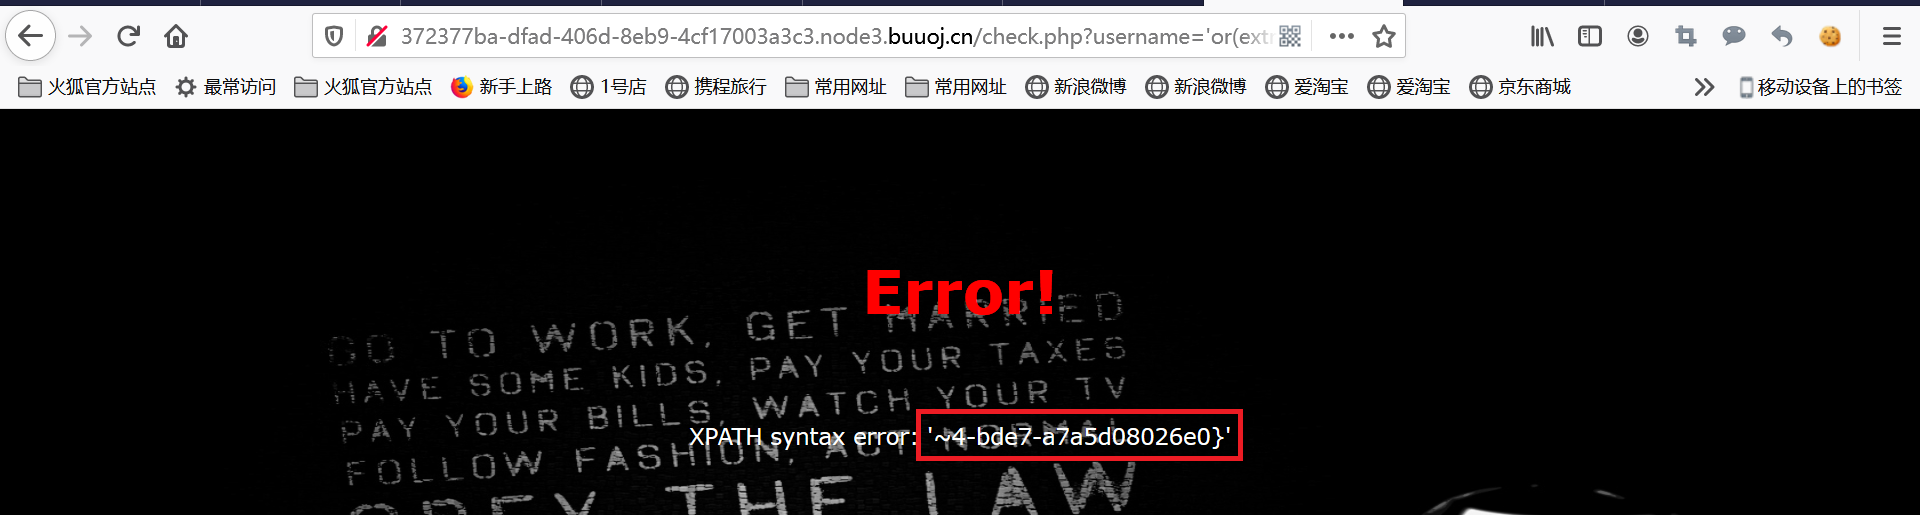 372377ba-dfad-406d-8eb9-4cf17003a3c3.node3.buuoj.cn/check.php?username='or(extr
火狐官方站点 最常访问 火狐官方站点 新手上路 1号店 携程旅行 常用网址 常用网址 新浪微博 新浪微博 爱淘宝 爱淘宝 京东商城 移动设备上的书签
Error!
GO TO WORK, GET MARRIED
HAVE SOME KIDS, PAY YOUR TAXES
PAY YOUR BILLS, WATCH YOUR TV
XPATH syntax error: '~4-bde7-a7a5d08026e0}'
FOLLOW FASHION, ACT NORMAL
OBEY THE LAW